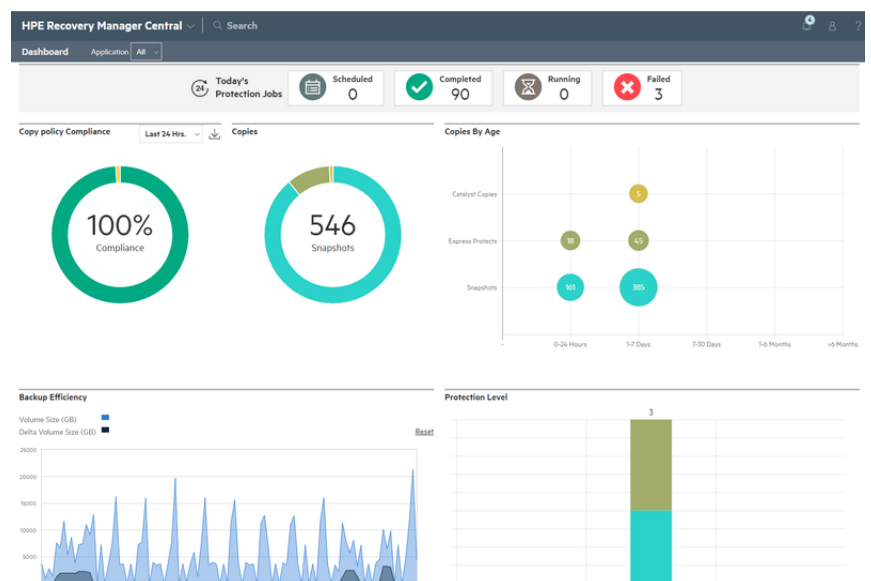 HPE Recovery Manager Central Search 4 ?
Dashboard Application All
24 Today's Protection Jobs
Scheduled 0
Completed 90
Running 0
Failed 3
Copy policy Compliance Last 24 Hrs.
100%
Compliance
Copies
546
Snapshots
Copies By Age
Catalyst Copies 5
Express Protects 18 45
Snapshots 161 385
- 0-24 Hours 1-7 Days 7-30 Days 1-6 Months >6 Months
Backup Efficiency
Volume Size (GB)
Delta Volume Size (GB) Reset
25000
20000
15000
10000
5000
Protection Level
3